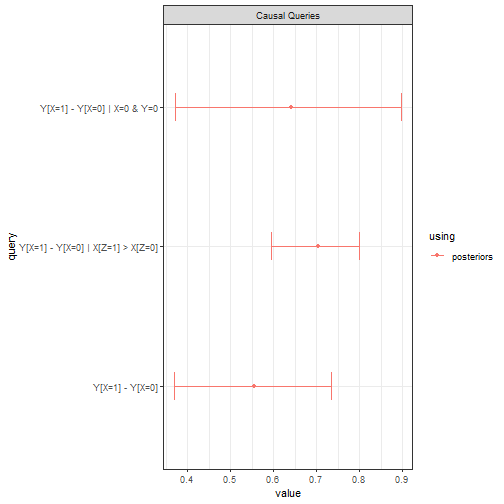 Causal Queries
Y[X=1] - Y[X=0] | X=0 & Y=0
Y[X=1] - Y[X=0] | X[Z=1] > X[Z=0]
Y[X=1] - Y[X=0]
query
0.4 0.5 0.6 0.7 0.8 0.9
value
using
posteriors